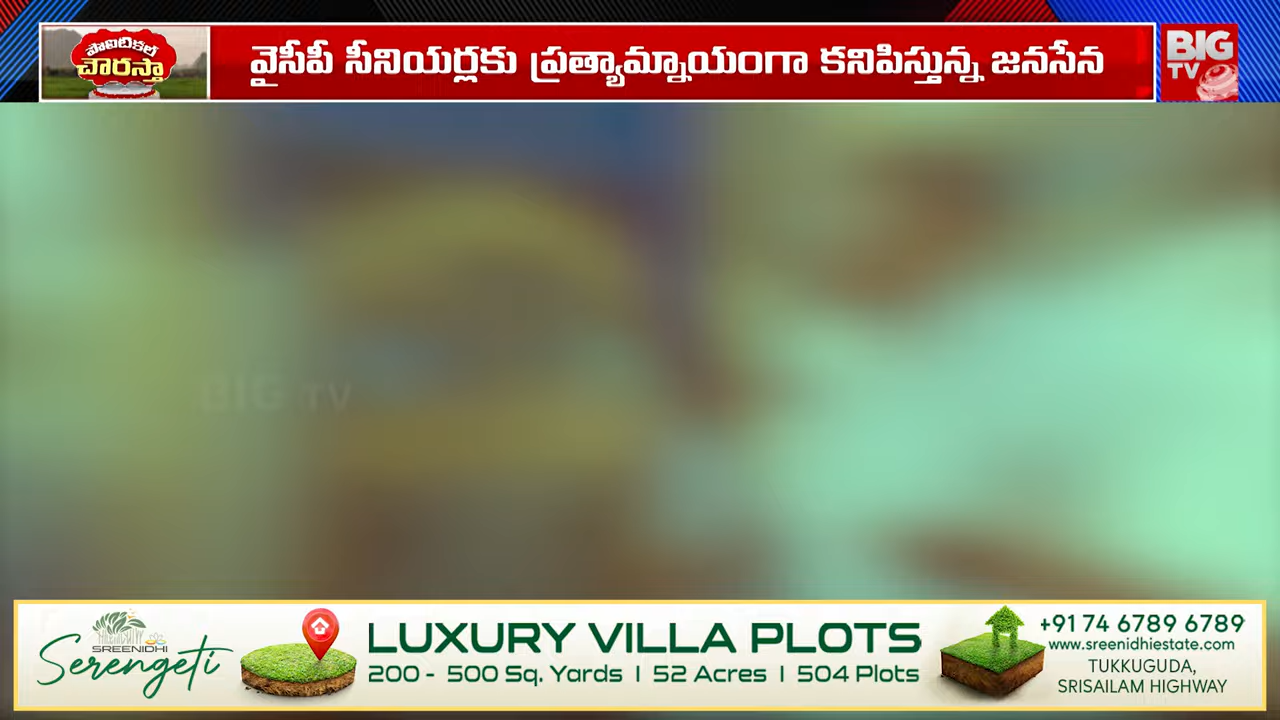 పొలిటికల్
చౌరస్తా
వైసీపీ సీనియర్లకు ప్రత్యామ్నాయంగా కనిపిస్తున్న జనసేన
BIG
TV
BIG TV
SREENIDHI
Serengeti
LUXURY VILLA PLOTS
200 - 500 Sq. Yards I 52 Acres I 504 Plots
+91 74 6789 6789
www.sreenidhiestate.com
TUKKUGUDA,
SRISAILAM HIGHWAY